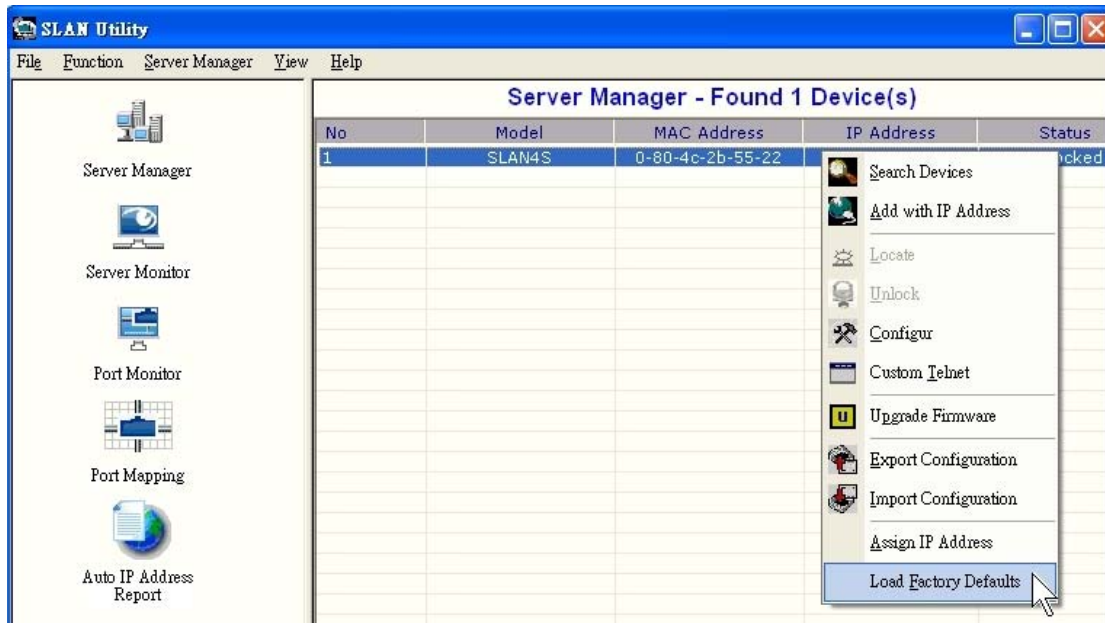 SLAN Utility
File Function Server Manager View Help
Server Manager
Server Monitor
Port Monitor
Port Mapping
Auto IP Address
Report
Server Manager - Found 1 Device(s)
No Model MAC Address IP Address Status
1 SLAN4S 0-80-4c-2b-55-22 ocked
Search Devices
Add with IP Address
Locate
Unlock
Configur
Custom Telnet
U Upgrade Firmware
Export Configuration
Import Configuration
Assign IP Address
Load Factory Defaults